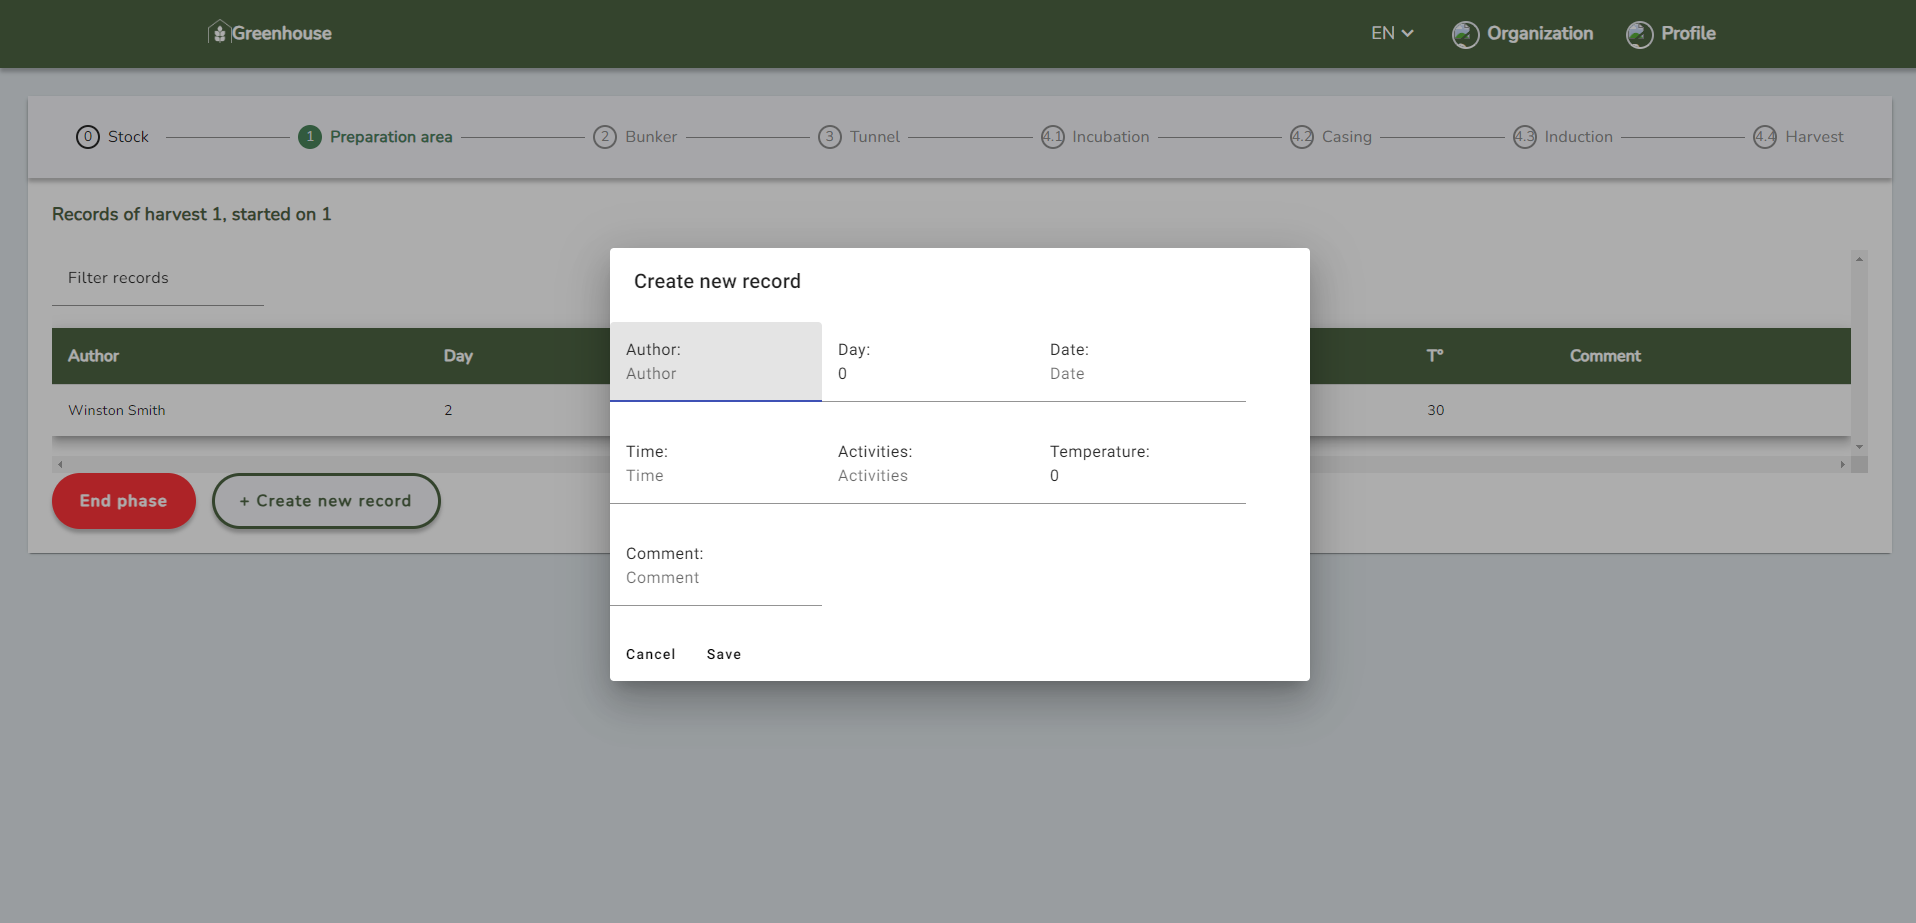 Greenhouse
EN
Organization
Profile
0 Stock
1 Preparation area
2 Bunker
3 Tunnel
4.1 Incubation
4.2 Casing
4.3 Induction
4.4 Harvest
Records of harvest 1, started on 1
Filter records
Author Day T° Comment
Winston Smith 2 30
End phase
+ Create new record
Create new record
Author: Day: Date:
Author 0 Date
Time: Activities: Temperature:
Time Activities 0
Comment:
Comment
Cancel Save